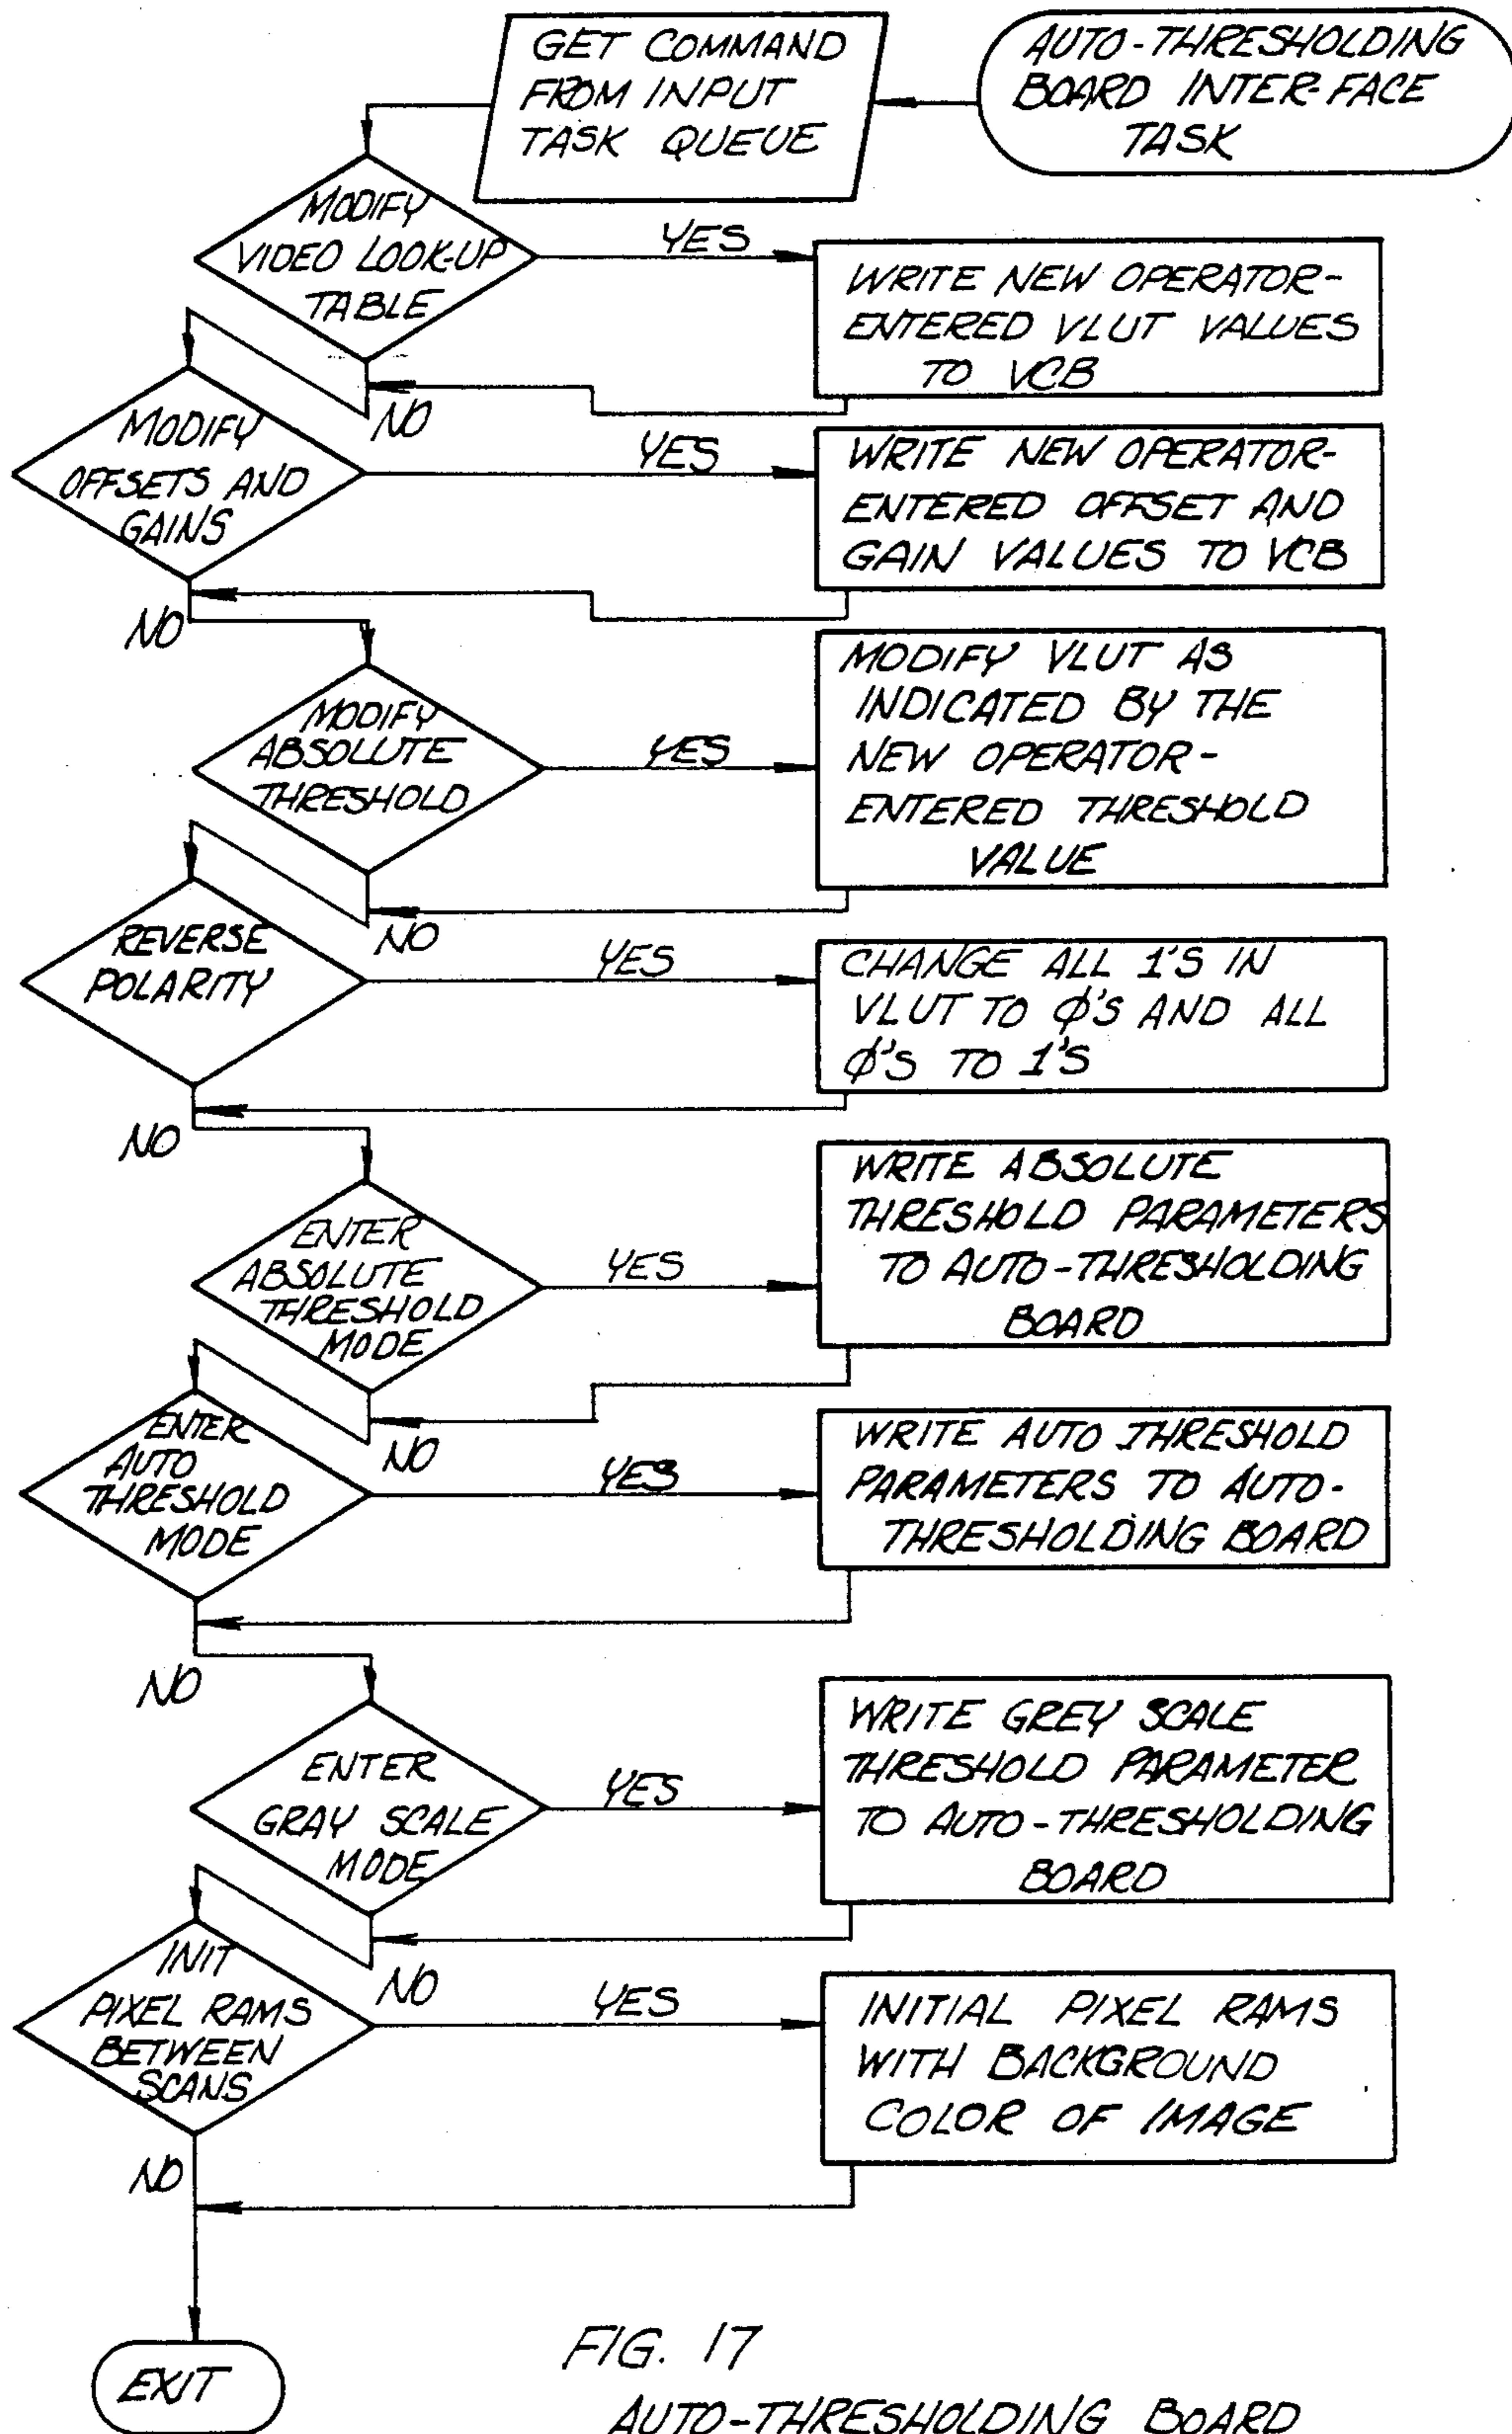 AUTO-THRESHOLDING
BOARD INTER-FACE
TASK
GET COMMAND
FROM INPUT
TASK QUEUE
MODIFY
VIDEO LOOK-UP
TABLE
YES
WRITE NEW OPERATOR-
ENTERED VLUT VALUES
TO VCB
NO
MODIFY
OFFSETS AND
GAINS
YES
WRITE NEW OPERATOR-
ENTERED OFFSET AND
GAIN VALUES TO VCB
NO
MODIFY
ABSOLUTE
THRESHOLD
YES
MODIFY VLUT AS
INDICATED BY THE
NEW OPERATOR-
ENTERED THRESHOLD
VALUE
NO
REVERSE
POLARITY
YES
CHANGE ALL 1'S IN
VLUT TO φ'S AND ALL
φ'S TO 1'S
NO
ENTER
ABSOLUTE
THRESHOLD
MODE
YES
WRITE ABSOLUTE
THRESHOLD PARAMETERS
TO AUTO-THRESHOLDING
BOARD
NO
ENTER
AUTO
THRESHOLD
MODE
YES
WRITE AUTO THRESHOLD
PARAMETERS TO AUTO-
THRESHOLDING BOARD
NO
ENTER
GRAY SCALE
MODE
YES
WRITE GREY SCALE
THRESHOLD PARAMETER
TO AUTO-THRESHOLDING
BOARD
NO
INIT
PIXEL RAMS
BETWEEN
SCANS
YES
INITIAL PIXEL RAMS
WITH BACKGROUND
COLOR OF IMAGE
NO
EXIT
FIG. 17
AUTO-THRESHOLDING BOARD